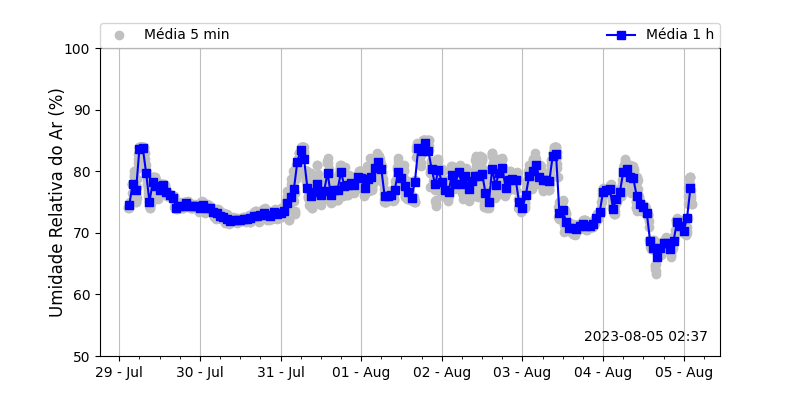 Média 5 min
Média 1 h
Umidade Relativa do Ar (%)
100
90
80
70
60
50
2023-08-05 02:37
29 - Jul
30 - Jul
31 - Jul
01 - Aug
02 - Aug
03 - Aug
04 - Aug
05 - Aug